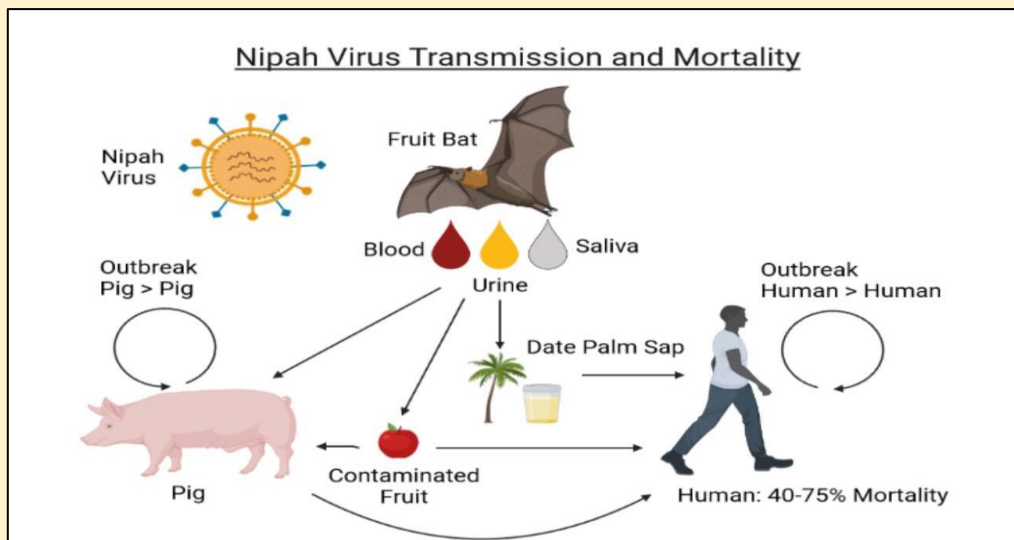 Nipah Virus Transmission and Mortality
Nipah
Virus
Fruit Bat
Blood
Saliva
Urine
Outbreak
Pig > Pig
Outbreak
Human > Human
Date Palm Sap
Pig
Contaminated
Fruit
Human: 40-75% Mortality